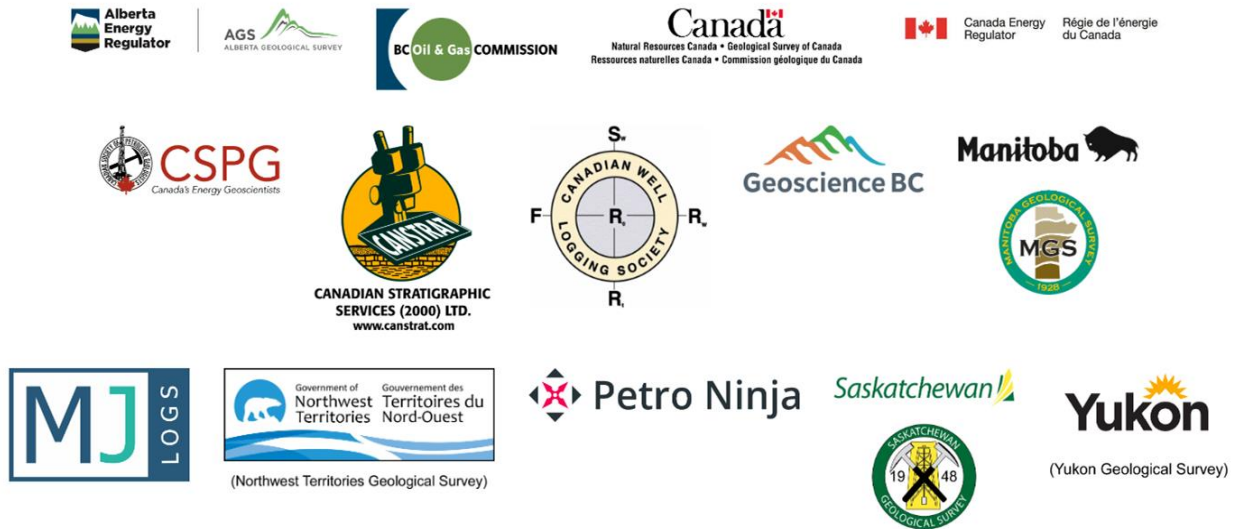 Alberta
Energy
Regulator
AGS
ALBERTA GEOLOGICAL SURVEY
BC Oil & Gas COMMISSION
Canada
Natural Resources Canada • Geological Survey of Canada
Ressources naturelles Canada • Commission géologique du Canada
Canada Energy
Regulator
Régie de l'énergie
du Canada
CSPG
Canada's Energy Geoscientists
CANSTRAT
CANADIAN STRATIGRAPHIC
SERVICES (2000) LTD.
www.canstrat.com
Sw
CANADIAN WELL
F
Ro
Rw
LOGGING SOCIETY
Rt
Geoscience BC
Manitoba
MANITOBA GEOLOGICAL SURVEY
MGS
1928
MJ
LOGS
Government of
Northwest
Territories
Gouvernement des
Territoires du
Nord-Ouest
(Northwest Territories Geological Survey)
Petro Ninja
Saskatchewan
SASKATCHEWAN
19 48
GEOLOGICAL SURVEY
Yukon
(Yukon Geological Survey)